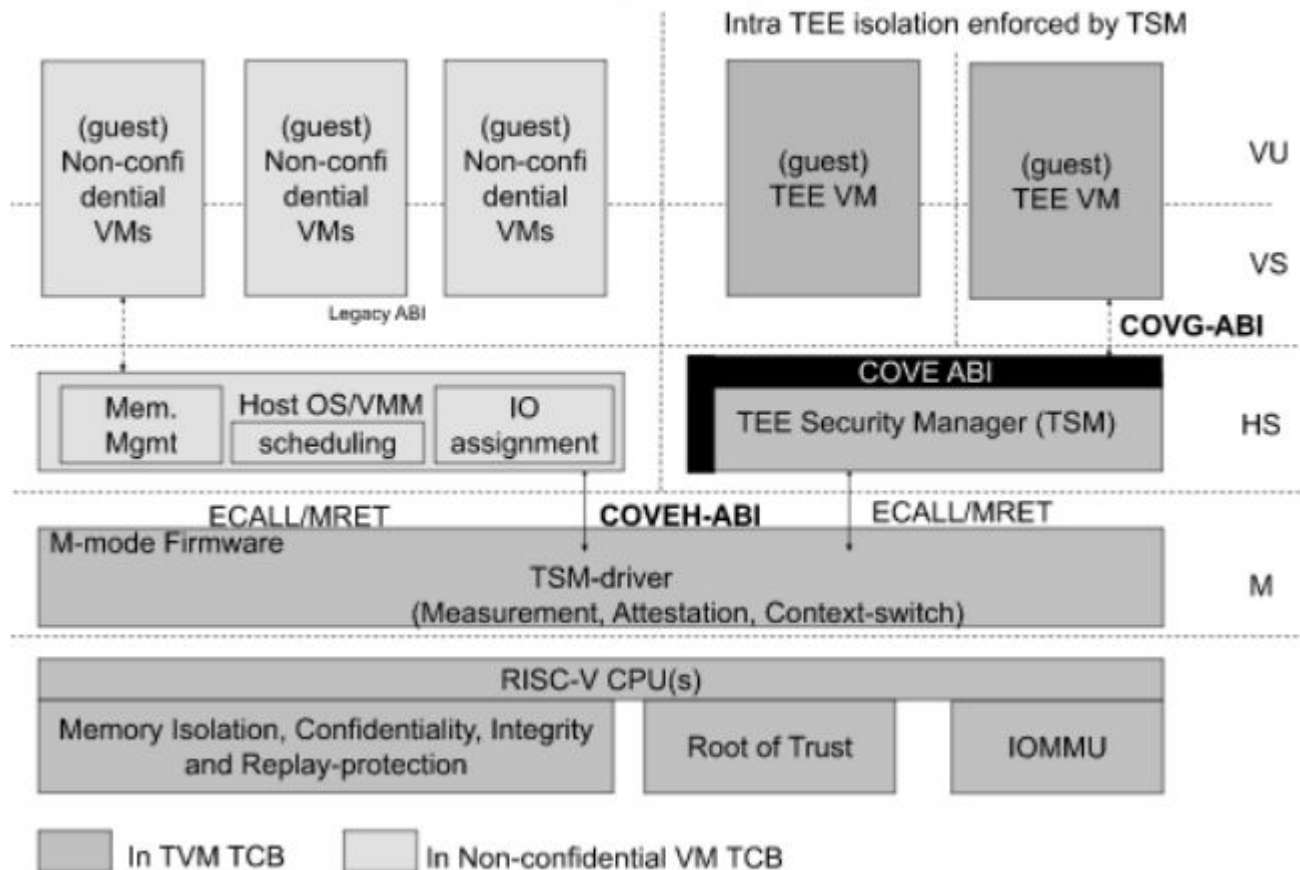 Intra TEE isolation enforced by TSM
(guest)
Non-confi
dential
VMs
(guest)
Non-confi
dential
VMs
(guest)
Non-confi
dential
VMs
(guest)
TEE VM
(guest)
TEE VM
VU
VS
Legacy ABI
COVG-ABI
Mem.
Mgmt
Host OS/VMM
scheduling
IO
assignment
COVE ABI
TEE Security Manager (TSM)
HS
ECALL/MRET
COVEH-ABI
ECALL/MRET
M-mode Firmware
TSM-driver
(Measurement, Attestation, Context-switch)
M
RISC-V CPU(s)
Memory Isolation, Confidentiality, Integrity
and Replay-protection
Root of Trust
IOMMU
In TVM TCB
In Non-confidential VM TCB